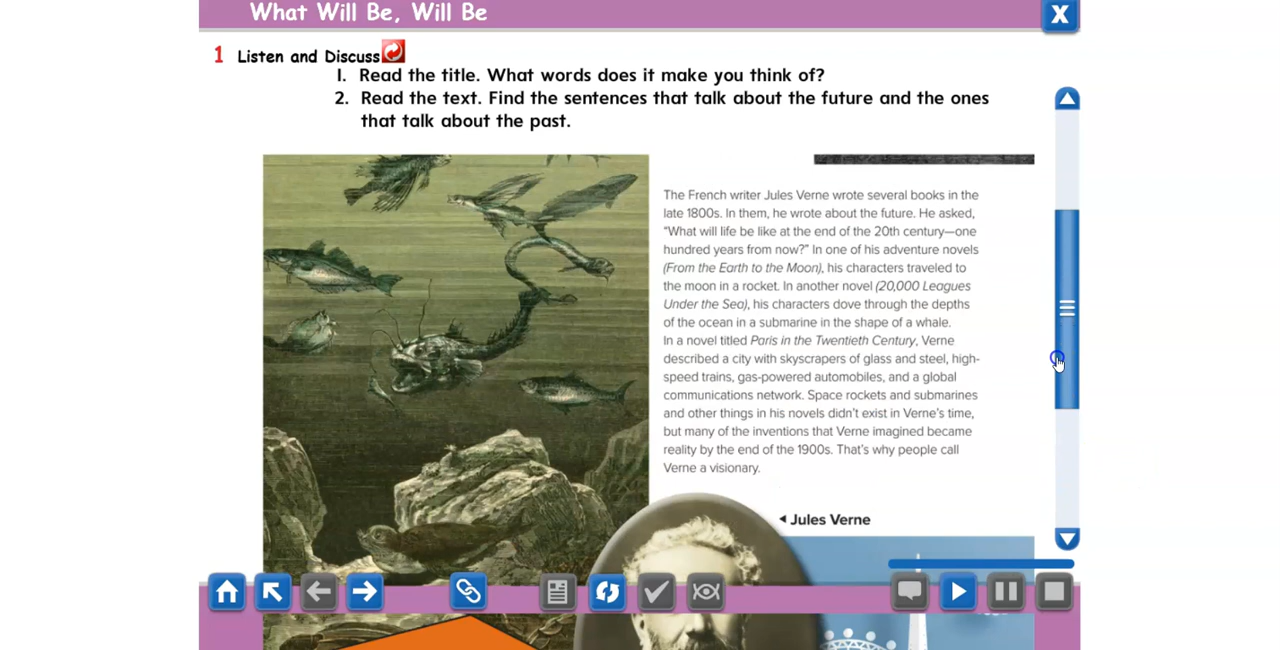 What Will Be, Will Be
X
1 Listen and Discuss
1. Read the title. What words does it make you think of?
2. Read the text. Find the sentences that talk about the future and the ones
that talk about the past.
The French writer Jules Verne wrote several books in the
late 1800s. In them, he wrote about the future. He asked,
“What will life be like at the end of the 20th century—one
hundred years from now?” In one of his adventure novels
(From the Earth to the Moon), his characters traveled to
the moon in a rocket. In another novel (20,000 Leagues
Under the Sea), his characters dove through the depths
of the ocean in a submarine in the shape of a whale.
In a novel titled Paris in the Twentieth Century, Verne
described a city with skyscrapers of glass and steel, high-
speed trains, gas-powered automobiles, and a global
communications network. Space rockets and submarines
and other things in his novels didn’t exist in Verne’s time,
but many of the inventions that Verne imagined became
reality by the end of the 1900s. That’s why people call
Verne a visionary.
◄ Jules Verne